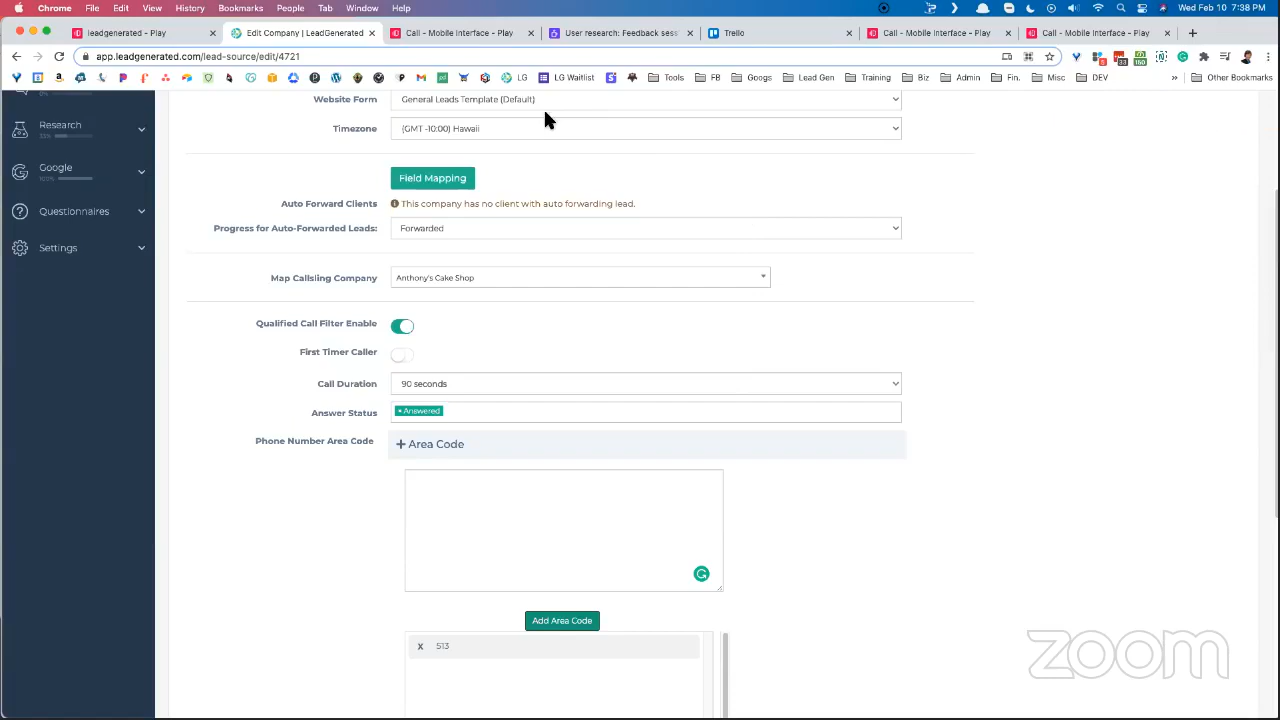 Chrome File Edit View History Bookmarks People Tab Window Help Wed Feb 10 7:38 PM
leadgenerated - Play Edit Company | LeadGenerated Call - Mobile Interface - Play User research: Feedback sess Trello Call - Mobile Interface - Play Call - Mobile Interface - Play
app.leadgenerated.com/lead-source/edit/4721
LG LG Waitlist Tools Googs Lead Gen Training Biz Admin Fin. Misc DEV Other Bookmarks
0%
Website Form General Leads Template (Default)
Research
33%
Timezone (GMT -10:00) Hawaii
Google
100%
Field Mapping
Questionnaires
Auto Forward Clients This company has no client with auto forwarding lead.
Progress for Auto-Forwarded Leads: Forwarded
Settings
Map Callsling Company Anthony's Cake Shop
Qualified Call Filter Enable
First Timer Caller
Call Duration 90 seconds
Answer Status × Answered
Phone Number Area Code + Area Code
Add Area Code
X 513
zoom